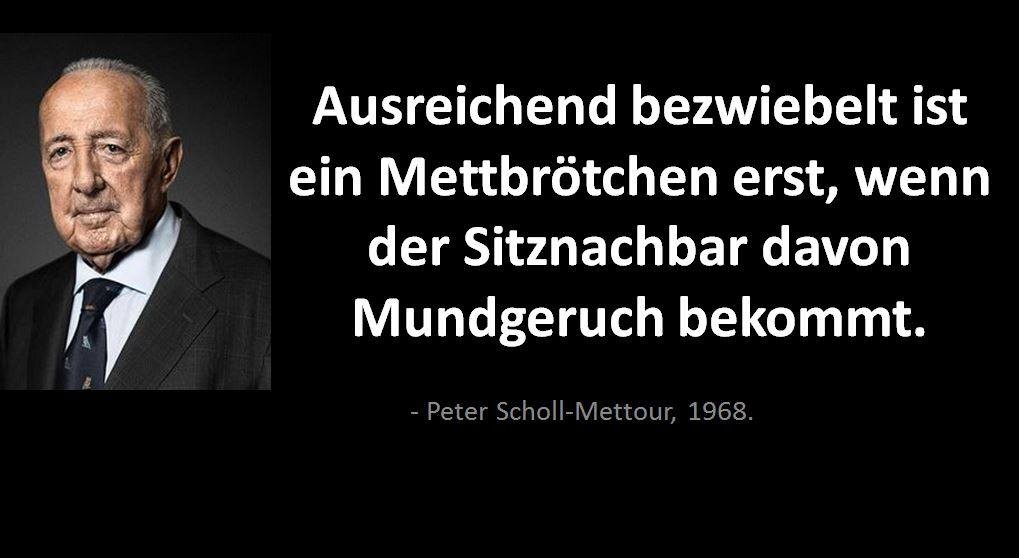 Ausreichend bezwiebelt ist
ein Mettbrötchen erst, wenn
der Sitznachbar davon
Mundgeruch bekommt.
- Peter Scholl-Mettour, 1968.